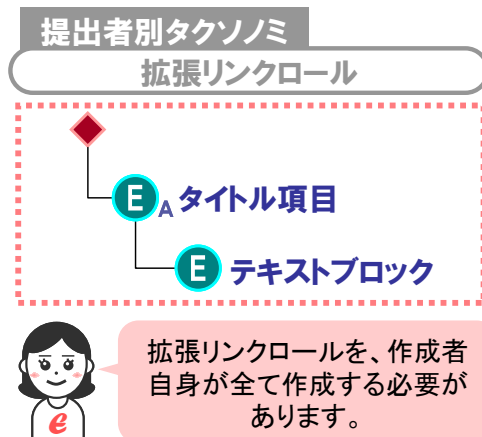 提出者別タクソノミ
拡張リンクロール
E A タイトル項目
E テキストブロック
拡張リンクロールを、作成者
自身が全て作成する必要が
あります。
e